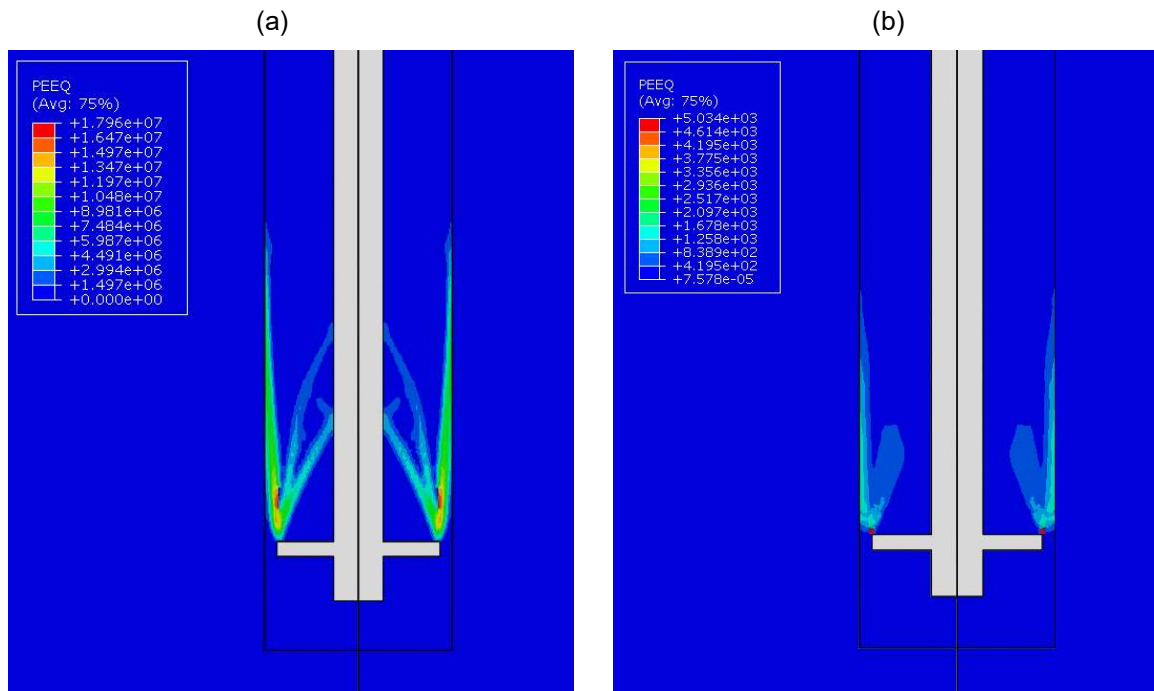 (a)
(b)
PEEQ
(Avg: 75%)
+1.796e+07
+1.647e+07
+1.497e+07
+1.347e+07
+1.197e+07
+1.048e+07
+8.981e+06
+7.484e+06
+5.987e+06
+4.491e+06
+2.994e+06
+1.497e+06
+0.000e+00
PEEQ
(Avg: 75%)
+5.034e+03
+4.614e+03
+4.195e+03
+3.775e+03
+3.356e+03
+2.936e+03
+2.517e+03
+2.097e+03
+1.678e+03
+1.258e+03
+8.389e+02
+4.195e+02
+7.578e-05